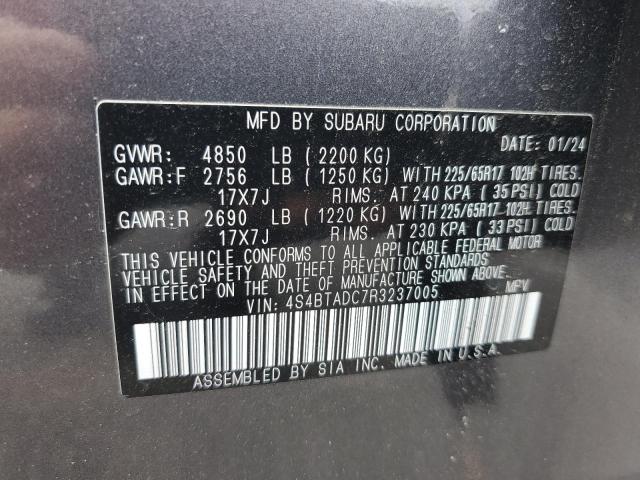 MFD BY SUBARU CORPORATION
DATE: 01/24
GVWR: 4850 LB (2200 KG)
GAWR:F 2756 LB (1250 KG) WITH 225/65R17 102H TIRES.
17X7J RIMS. AT 240 KPA (35 PSI) COLD
GAWR:R 2690 LB (1220 KG) WITH 225/65R17 102H TIRES.
17X7J RIMS. AT 230 KPA (33 PSI) COLD
THIS VEHICLE CONFORMS TO ALL APPLICABLE FEDERAL MOTOR
VEHICLE SAFETY AND THEFT PREVENTION STANDARDS
IN EFFECT ON THE DATE OF MANUFACTURE SHOWN ABOVE.
VIN: 4S4BTADC7R3237005 MPV
ASSEMBLED BY SIA INC. MADE IN U.S.A.